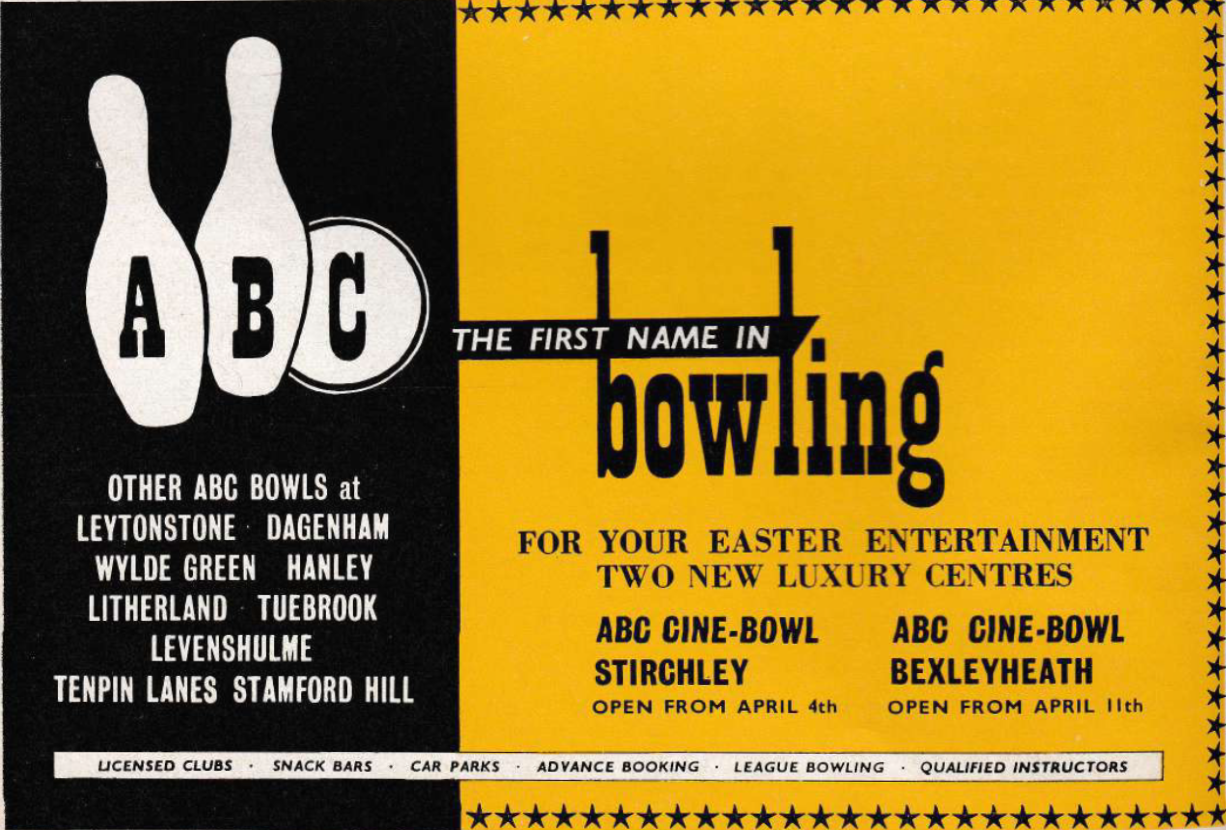 A B C
OTHER ABC BOWLS at
LEYTONSTONE · DAGENHAM
WYLDE GREEN HANLEY
LITHERLAND · TUEBROOK
LEVENSHULME
TENPIN LANES STAMFORD HILL
THE FIRST NAME IN
bowling
FOR YOUR EASTER ENTERTAINMENT
TWO NEW LUXURY CENTRES
ABC CINE-BOWL
STIRCHLEY
OPEN FROM APRIL 4th
ABC CINE-BOWL
BEXLEYHEATH
OPEN FROM APRIL 11th
LICENSED CLUBS · SNACK BARS · CAR PARKS · ADVANCE BOOKING · LEAGUE BOWLING · QUALIFIED INSTRUCTORS